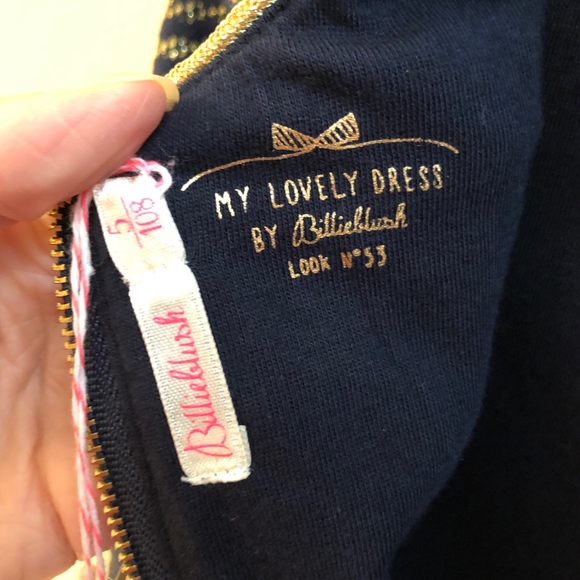 MY LOVELY DRESS
BY Billieblush
LOOK N°53
5/108
Billieblush